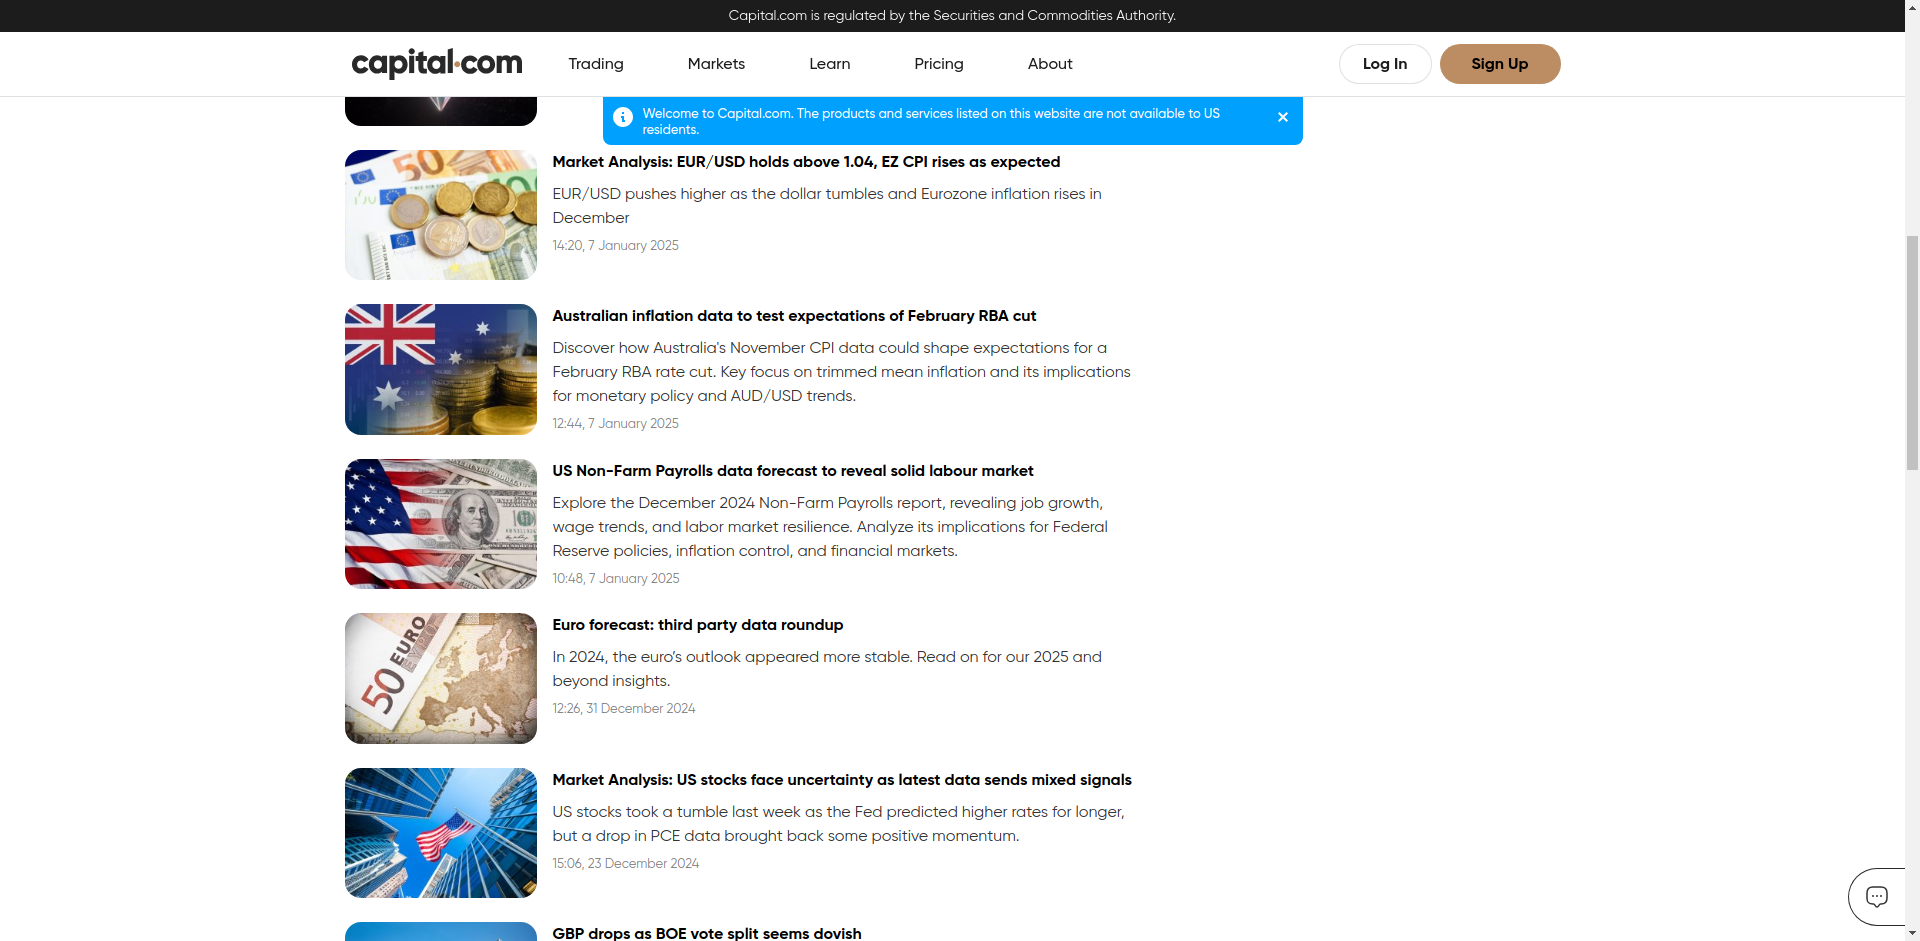 Capital.com is regulated by the Securities and Commodities Authority.
capital.com
Trading
Markets
Learn
Pricing
About
Log In
Sign Up
Welcome to Capital.com. The products and services listed on this website are not available to US
residents.
Market Analysis: EUR/USD holds above 1.04, EZ CPI rises as expected
EUR/USD pushes higher as the dollar tumbles and Eurozone inflation rises in
December
14:20, 7 January 2025
Australian inflation data to test expectations of February RBA cut
Discover how Australia's November CPI data could shape expectations for a
February RBA rate cut. Key focus on trimmed mean inflation and its implications
for monetary policy and AUD/USD trends.
12:44, 7 January 2025
US Non-Farm Payrolls data forecast to reveal solid labour market
Explore the December 2024 Non-Farm Payrolls report, revealing job growth,
wage trends, and labor market resilience. Analyze its implications for Federal
Reserve policies, inflation control, and financial markets.
10:48, 7 January 2025
50 EURO
Euro forecast: third party data roundup
In 2024, the euro’s outlook appeared more stable. Read on for our 2025 and
beyond insights.
12:26, 31 December 2024
Market Analysis: US stocks face uncertainty as latest data sends mixed signals
US stocks took a tumble last week as the Fed predicted higher rates for longer,
but a drop in PCE data brought back some positive momentum.
15:06, 23 December 2024
GBP drops as BOE vote split seems dovish